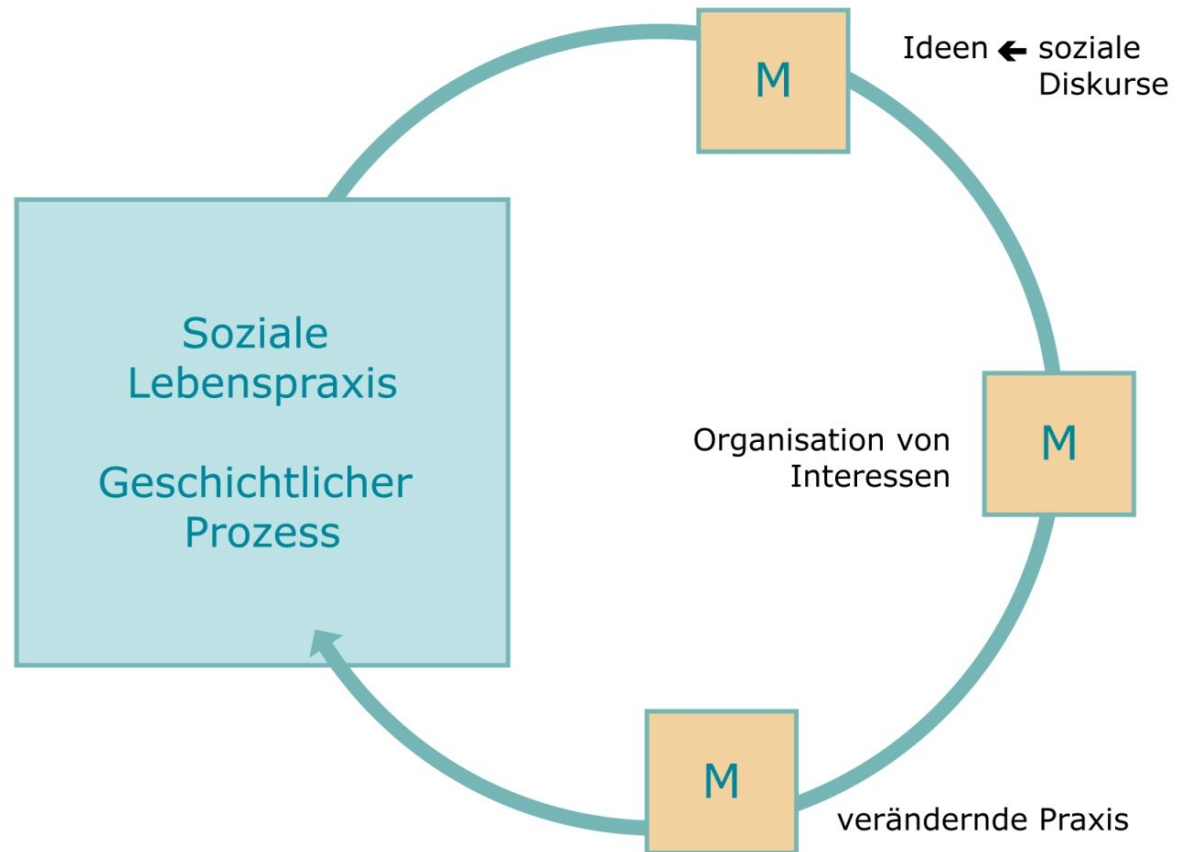 M
Ideen ← soziale
Diskurse
Soziale
Lebenspraxis
Geschichtlicher
Prozess
Organisation von
Interessen
M
M
verändernde Praxis